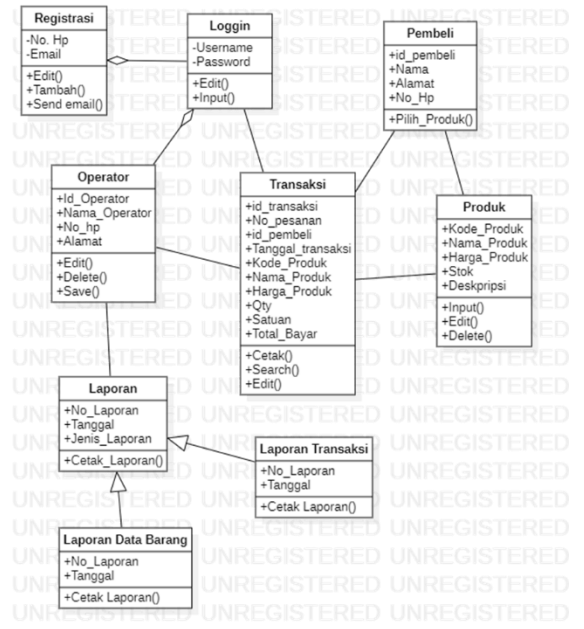 Registrasi
-No. Hp
-Email
+Edit()
+Tambah()
+Send email()
Loggin
-Username
-Password
+Edit()
+Input()
Pembeli
+id_pembeli
+Nama
+Alamat
+No_Hp
+Pilih_Produk()
Operator
+Id_Operator
+Nama_Operator
+No_hp
+Alamat
+Edit()
+Delete()
+Save()
Transaksi
+id_transaksi
+No_pesanan
+id_pembeli
+Tanggal_transaksi
+Kode_Produk
+Nama_Produk
+Harga_Produk
+Qty
+Satuan
+Total_Bayar
+Cetak()
+Search()
+Edit()
Produk
+Kode_Produk
+Nama_Produk
+Harga_Produk
+Stok
+Deskpripsi
+Input()
+Edit()
+Delete()
Laporan
+No_Laporan
+Tanggal
+Jenis_Laporan
+Cetak_Laporan()
Laporan Transaksi
+No_Laporan
+Tanggal
+Cetak Laporan()
Laporan Data Barang
+No_Laporan
+Tanggal
+Cetak Laporan()
UNREGISTERED